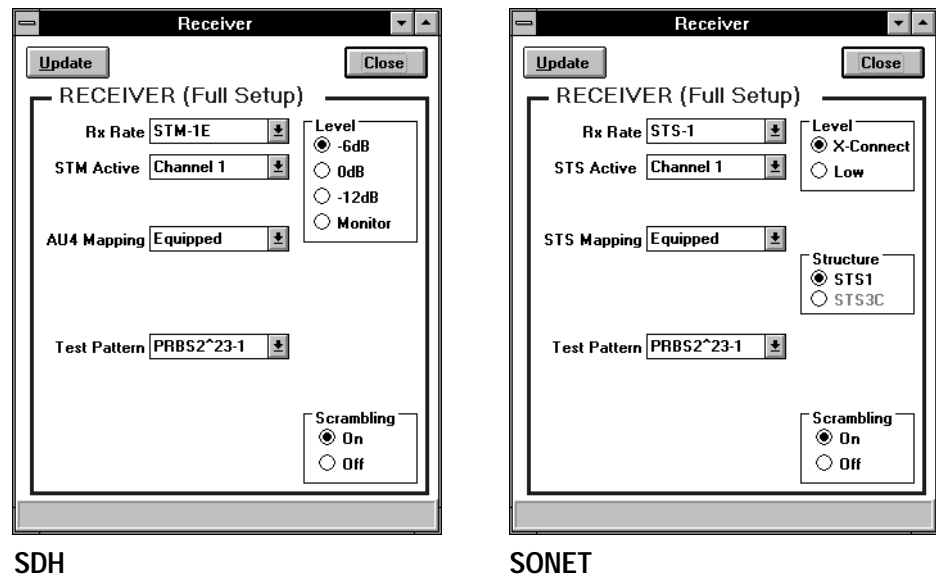 Receiver
Update Close
RECEIVER (Full Setup)
Rx Rate STM-1E
STM Active Channel 1
AU4 Mapping Equipped
Test Pattern PRBS2^23-1
Level
-6dB
0dB
-12dB
Monitor
Scrambling
On
Off
SDH
Receiver
Update Close
RECEIVER (Full Setup)
Rx Rate STS-1
STS Active Channel 1
STS Mapping Equipped
Test Pattern PRBS2^23-1
Level
X-Connect
Low
Structure
STS1
STS3C
Scrambling
On
Off
SONET